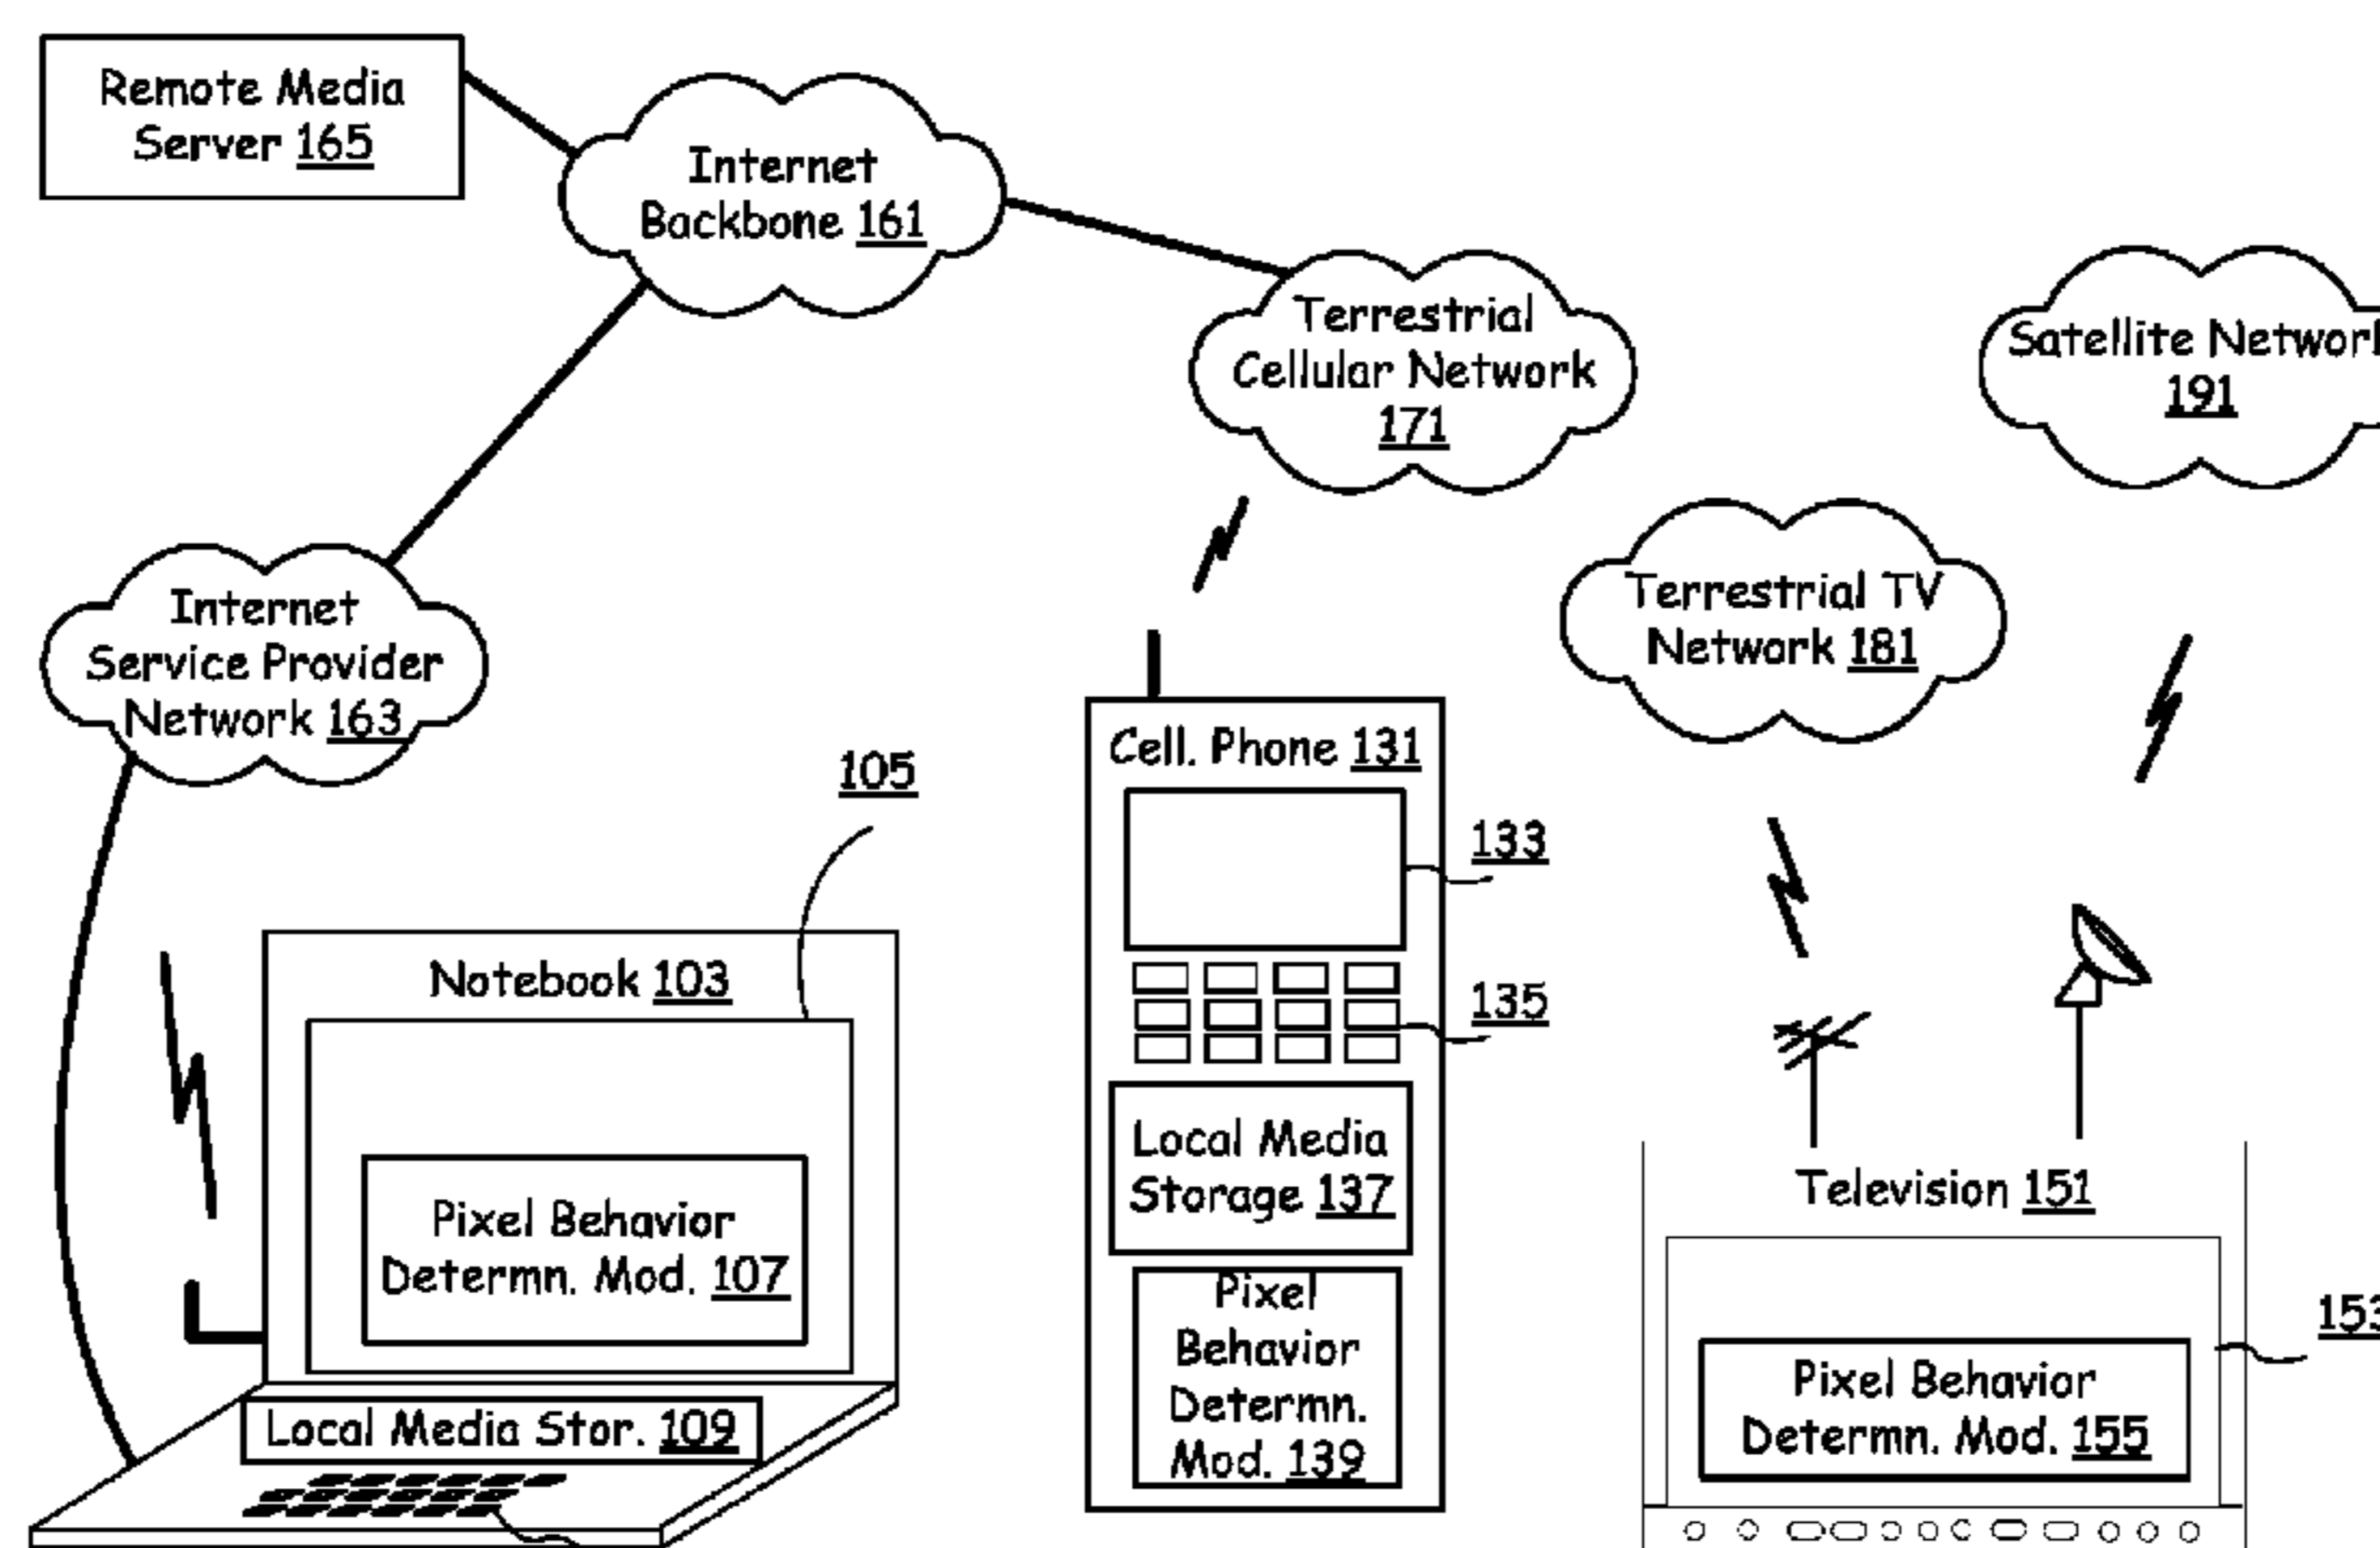 Remote Media
Server 165
Internet
Backbone 161
Terrestrial
Cellular Network
171
Satellite Network
191
Internet
Service Provider
Network 163
Terrestrial TV
Network 181
105
Cell. Phone 131
133
135
Notebook 103
Pixel Behavior
Determn. Mod. 107
Local Media Stor. 109
Local Media
Storage 137
Pixel
Behavior
Determn.
Mod. 139
Television 151
153
Pixel Behavior
Determn. Mod. 155